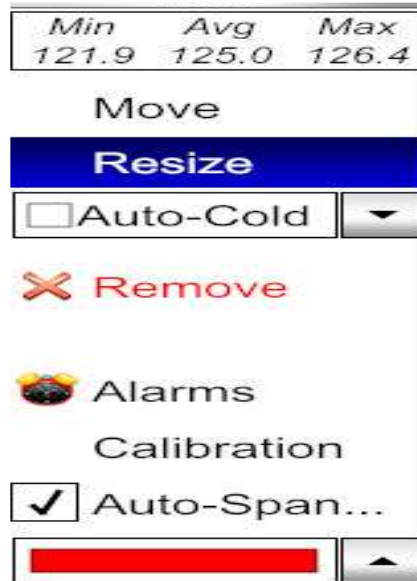 Min Avg Max
121.9 125.0 126.4
Move
Resize
Auto-Cold
Remove
Alarms
Calibration
Auto-Span...